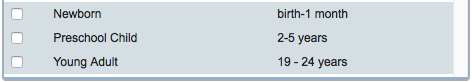 Newborn birth-1 month
Preschool Child 2-5 years
Young Adult 19 - 24 years